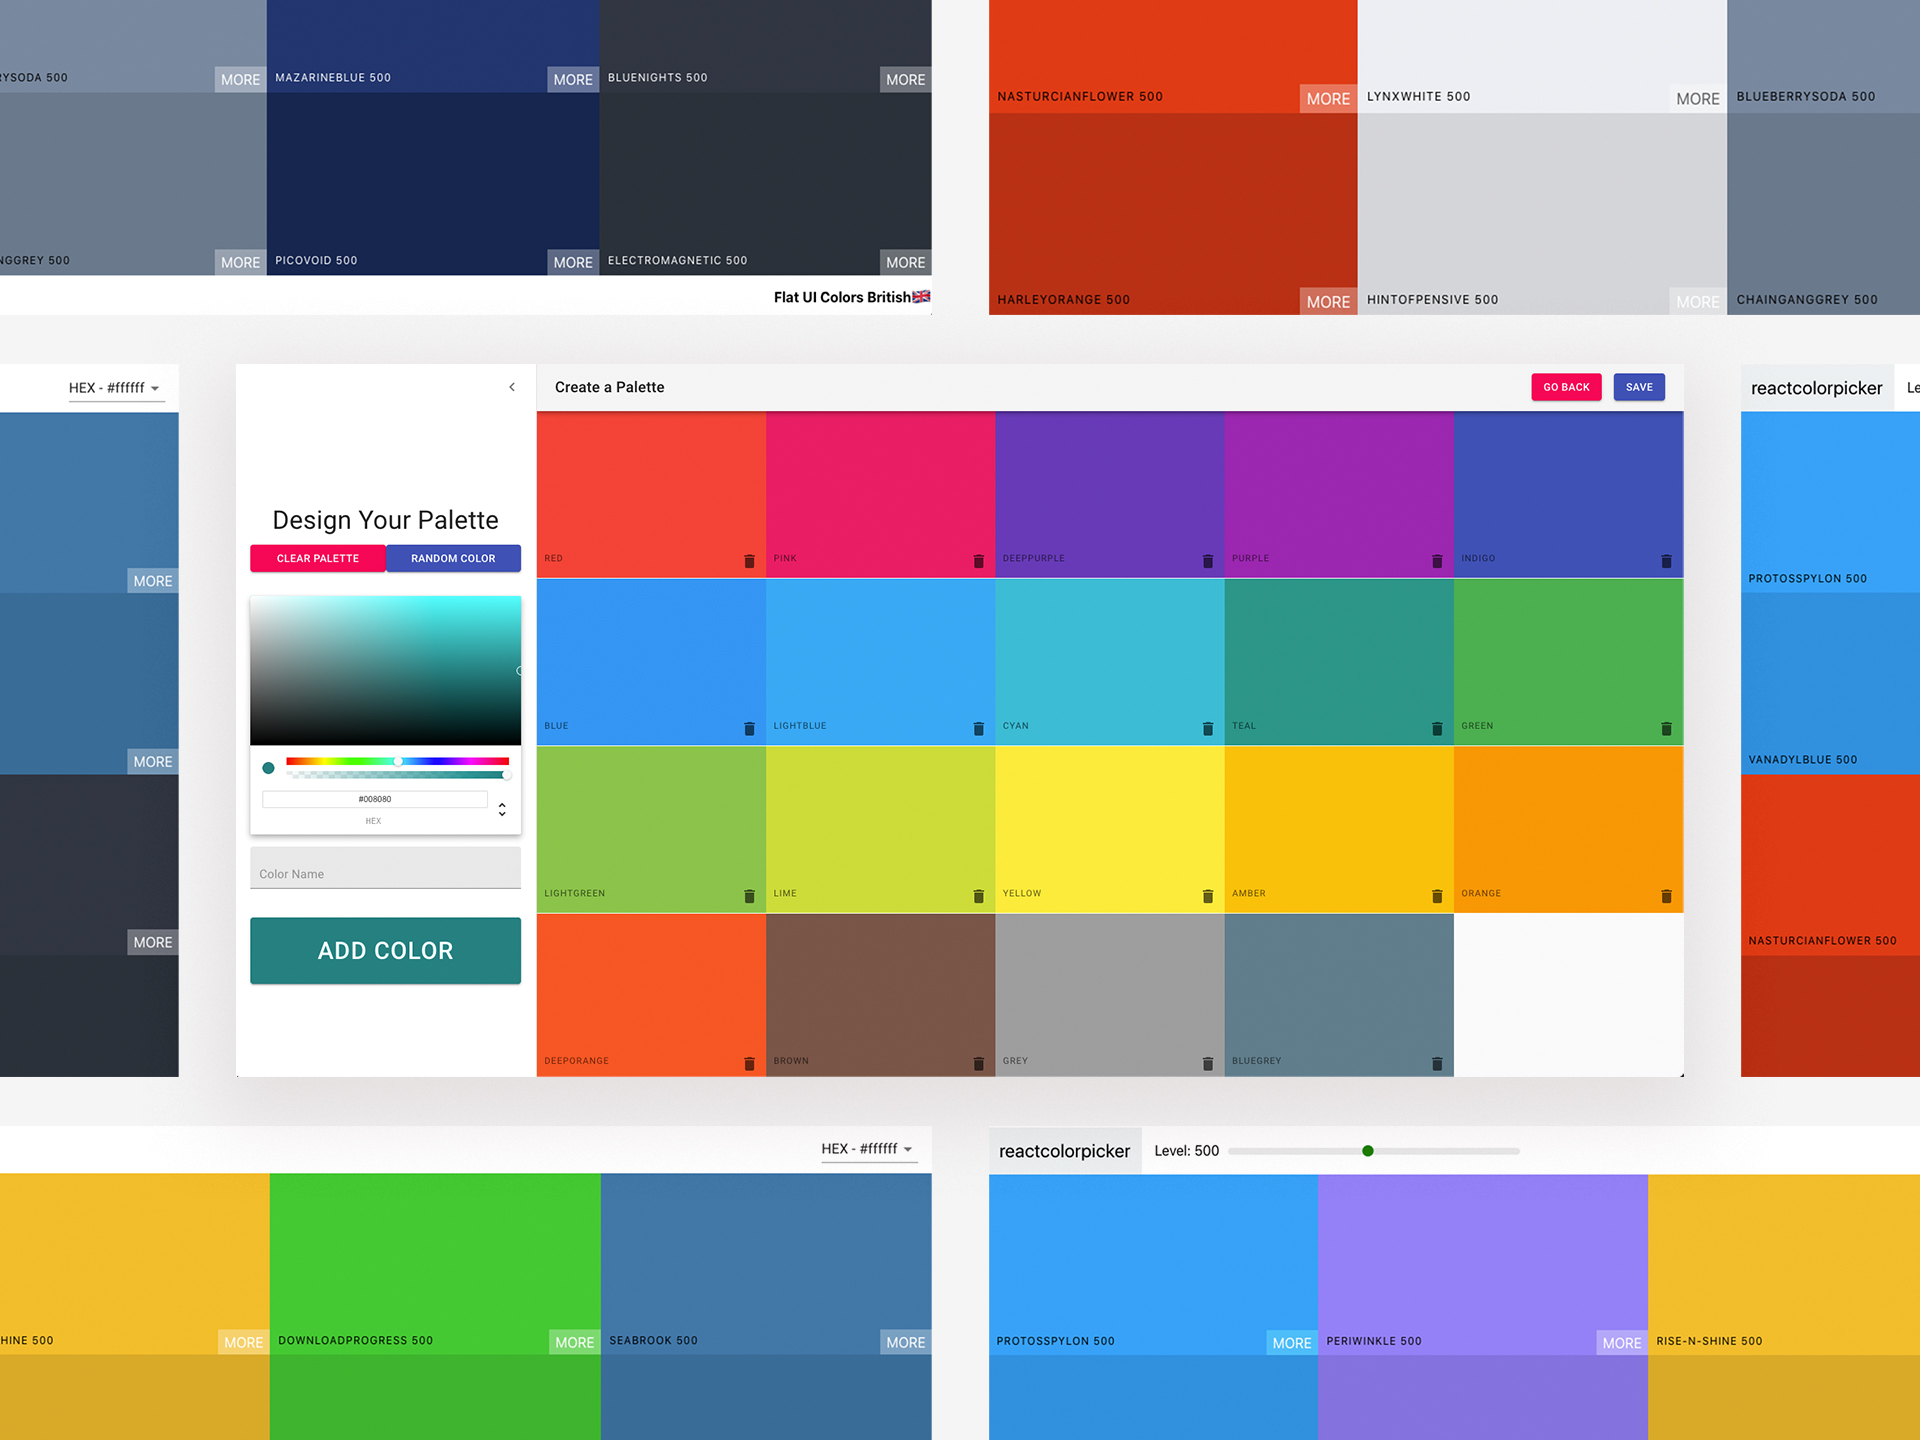 RYSODA 500
MORE
MAZARINEBLUE 500
MORE
BLUENIGHTS 500
MORE
NGGREY 500
MORE
PICOVOID 500
MORE
ELECTROMAGNETIC 500
MORE
Flat UI Colors British🇬🇧
NASTURCIANFLOWER 500
MORE
LYNXWHITE 500
MORE
BLUEBERRYSODA 500
HARLEYORANGE 500
MORE
HINTOFPENSIVE 500
MORE
CHAINGANGGREY 500
HEX - #ffffff
MORE
MORE
MORE
Design Your Palette
CLEAR PALETTE
RANDOM COLOR
#008080
HEX
Color Name
ADD COLOR
Create a Palette
GO BACK
SAVE
RED
PINK
DEEPPURPLE
PURPLE
INDIGO
BLUE
LIGHTBLUE
CYAN
TEAL
GREEN
LIGHTGREEN
LIME
YELLOW
AMBER
ORANGE
DEEPORANGE
BROWN
GREY
BLUEGREY
reactcolorpicker
Le
PROTOSSPYLON 500
VANADYLBLUE 500
NASTURCIANFLOWER 500
HEX - #ffffff
HINE 500
MORE
DOWNLOADPROGRESS 500
MORE
SEABROOK 500
MORE
reactcolorpicker
Level: 500
PROTOSSPYLON 500
MORE
PERIWINKLE 500
MORE
RISE-N-SHINE 500